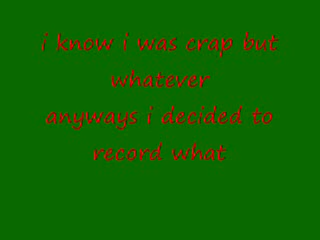 i know i was crap but
whatever
anyways i decided to
record what